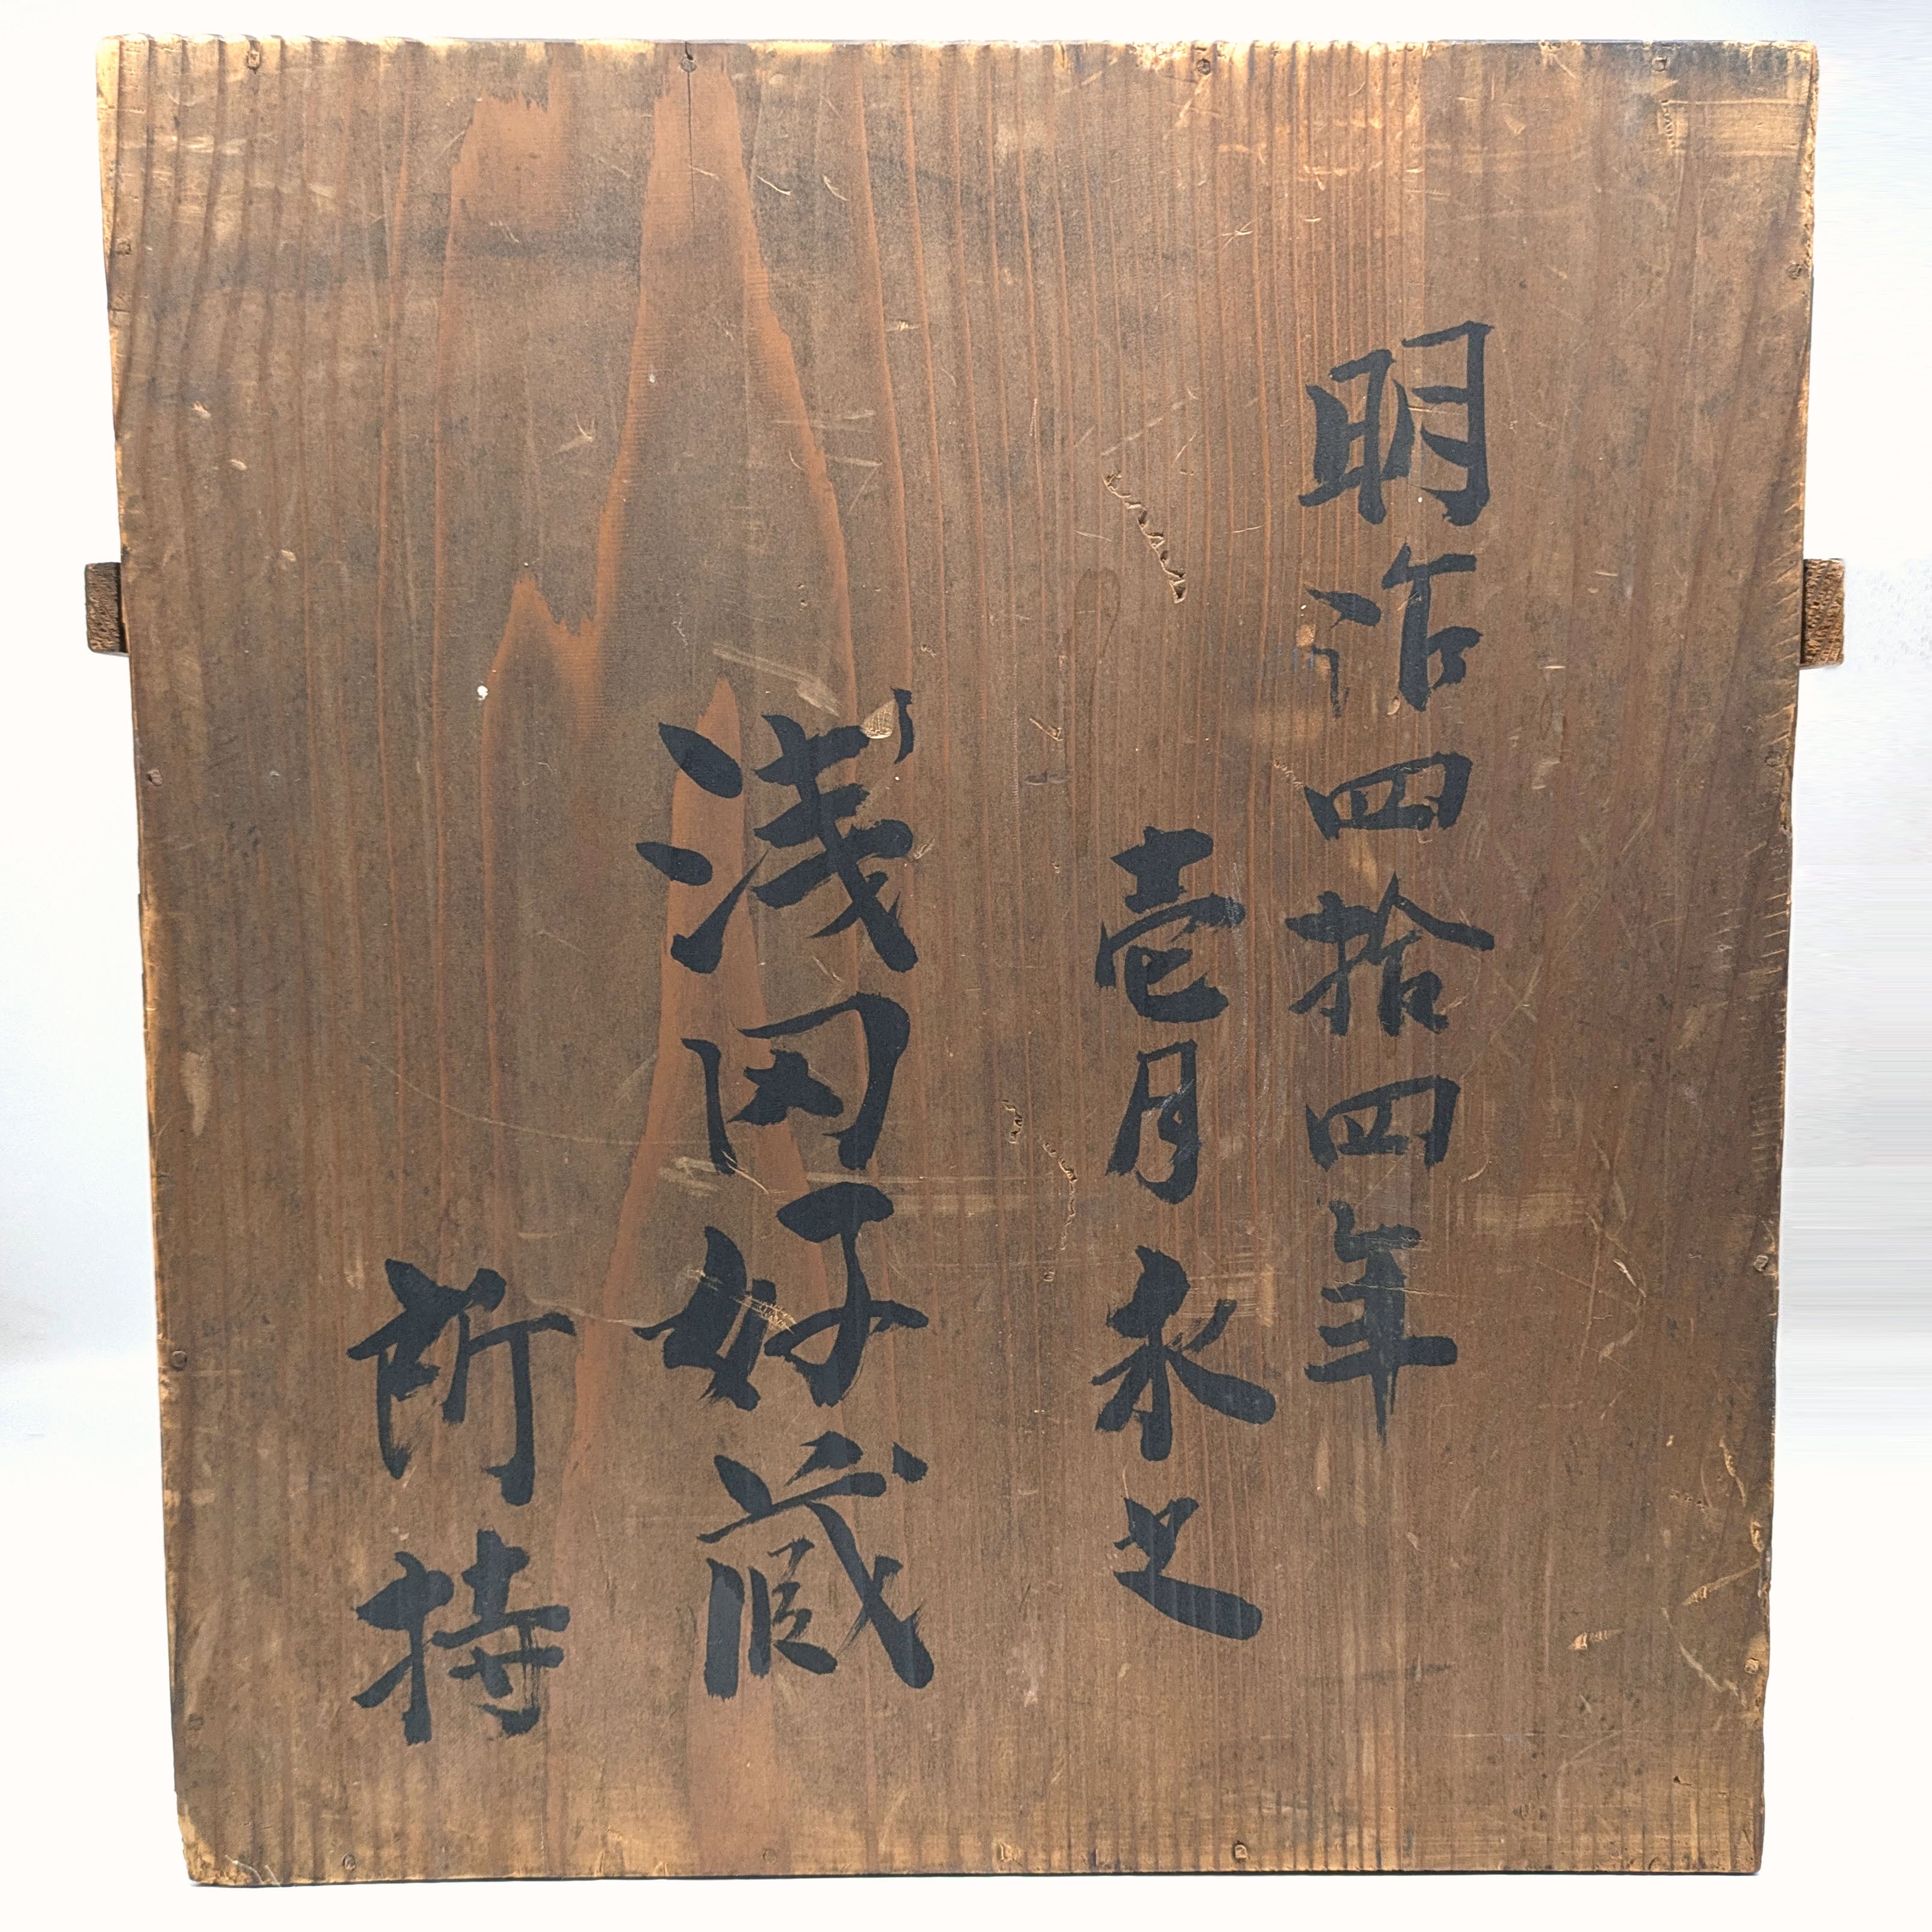 明治四拾四年
壱月求之
浅田好蔵
所持